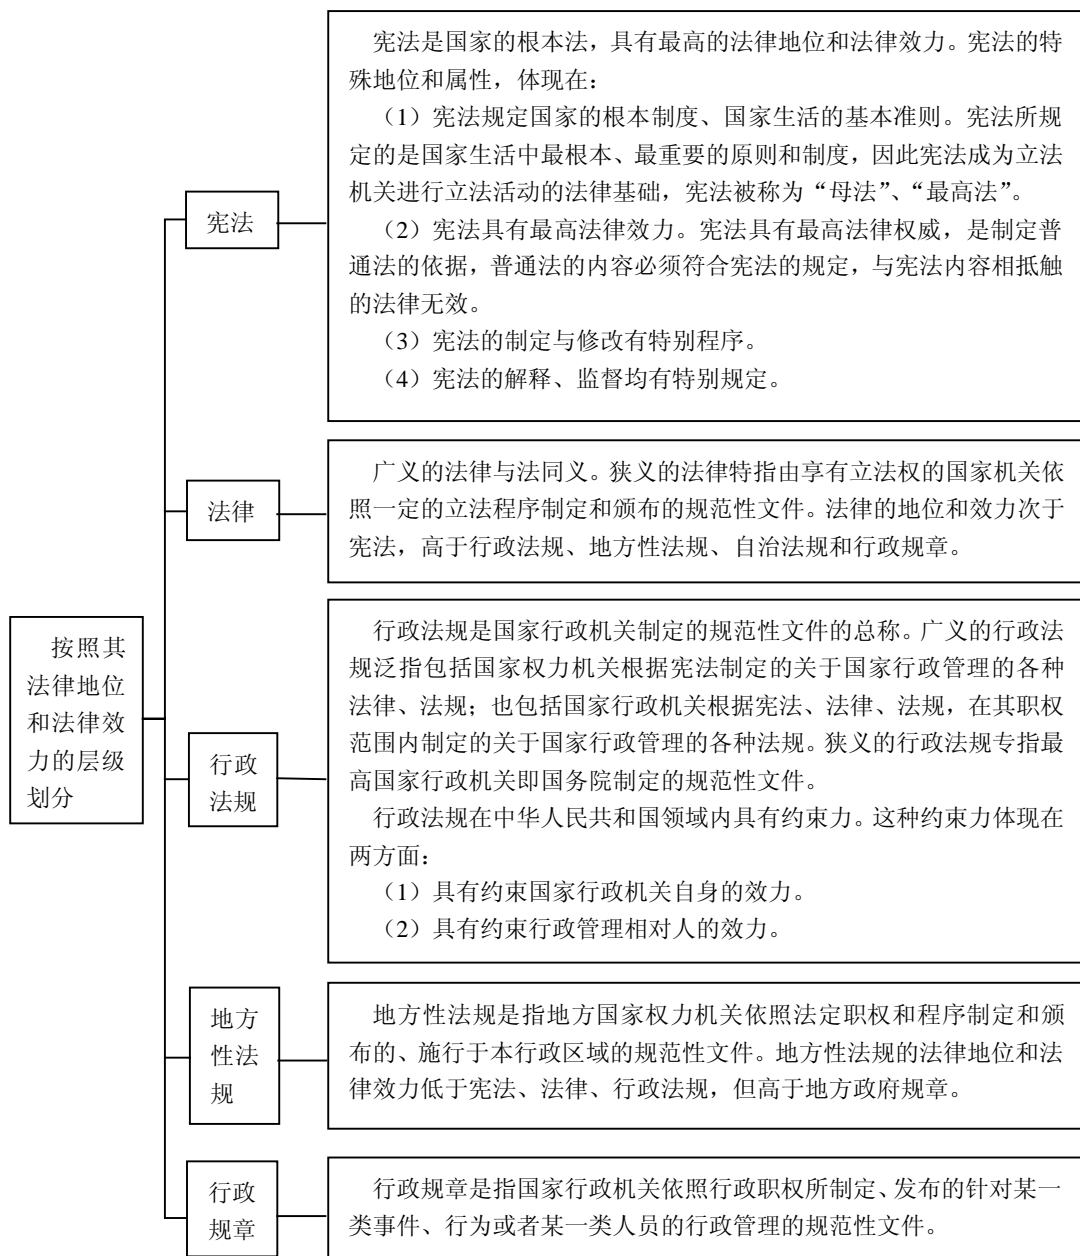 宪法是国家的根本法，具有最高的法律地位和法律效力。宪法的特
殊地位和属性，体现在：
（1）宪法规定国家的根本制度、国家生活的基本准则。宪法所规
定的是国家生活中最根本、最重要的原则和制度，因此宪法成为立法
机关进行立法活动的法律基础，宪法被称为“母法”、“最高法”。
（2）宪法具有最高法律效力。宪法具有最高法律权威，是制定普
通法的依据，普通法的内容必须符合宪法的规定，与宪法内容相抵触
的法律无效。
（3）宪法的制定与修改有特别程序。
（4）宪法的解释、监督均有特别规定。
宪法
广义的法律与法同义。狭义的法律特指由享有立法权的国家机关依
照一定的立法程序制定和颁布的规范性文件。法律的地位和效力次于
宪法，高于行政法规、地方性法规、自治法规和行政规章。
法律
按照其
法律地位
和法律效
力的层级
划分
行政法规是国家行政机关制定的规范性文件的总称。广义的行政法
规泛指包括国家权力机关根据宪法制定的关于国家行政管理的各种
法律、法规；也包括国家行政机关根据宪法、法律、法规，在其职权
范围内制定的关于国家行政管理的各种法规。狭义的行政法规专指最
高国家行政机关即国务院制定的规范性文件。
行政法规在中华人民共和国领域内具有约束力。这种约束力体现在
两方面：
（1）具有约束国家行政机关自身的效力。
（2）具有约束行政管理相对人的效力。
行政
法规
地方
性法
规
地方性法规是指地方国家权力机关依照法定职权和程序制定和颁
布的、施行于本行政区域的规范性文件。地方性法规的法律地位和法
律效力低于宪法、法律、行政法规，但高于地方政府规章。
行政
规章
行政规章是指国家行政机关依照行政职权所制定、发布的针对某一
类事件、行为或者某一类人员的行政管理的规范性文件。